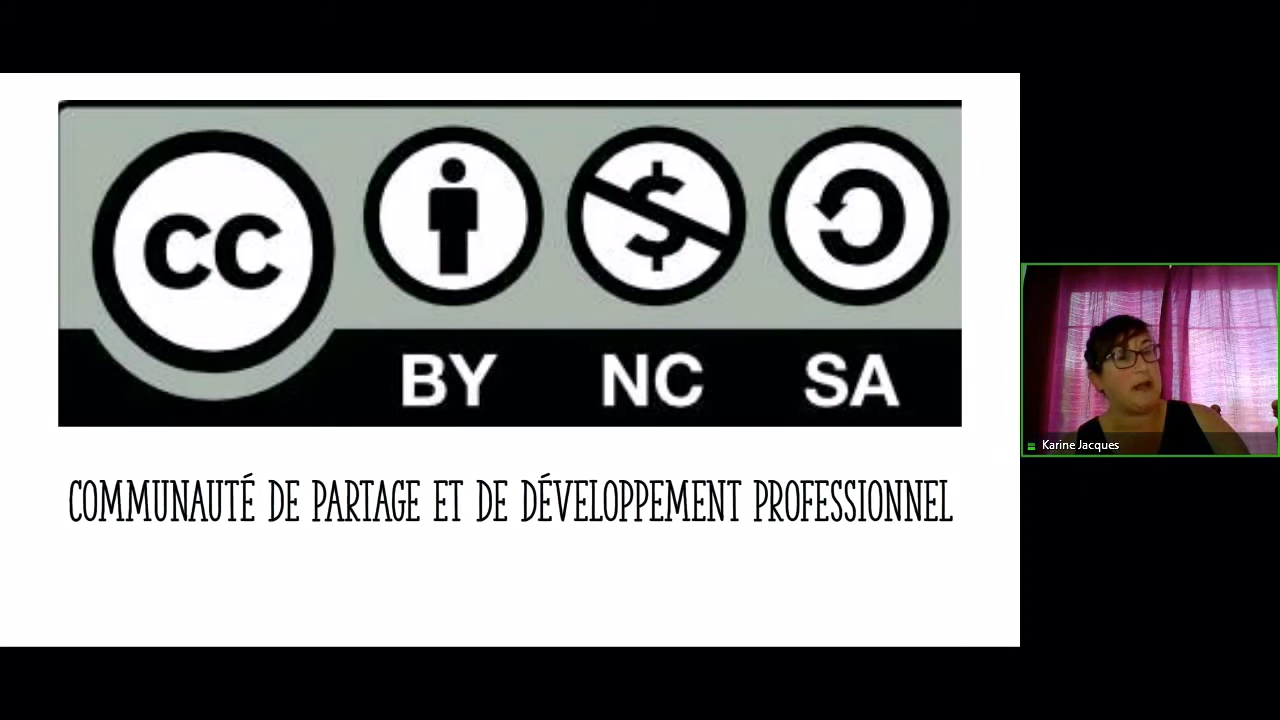 CC
BY NC SA
COMMUNAUTÉ DE PARTAGE ET DE DÉVELOPPEMENT PROFESSIONNEL
Karine Jacques